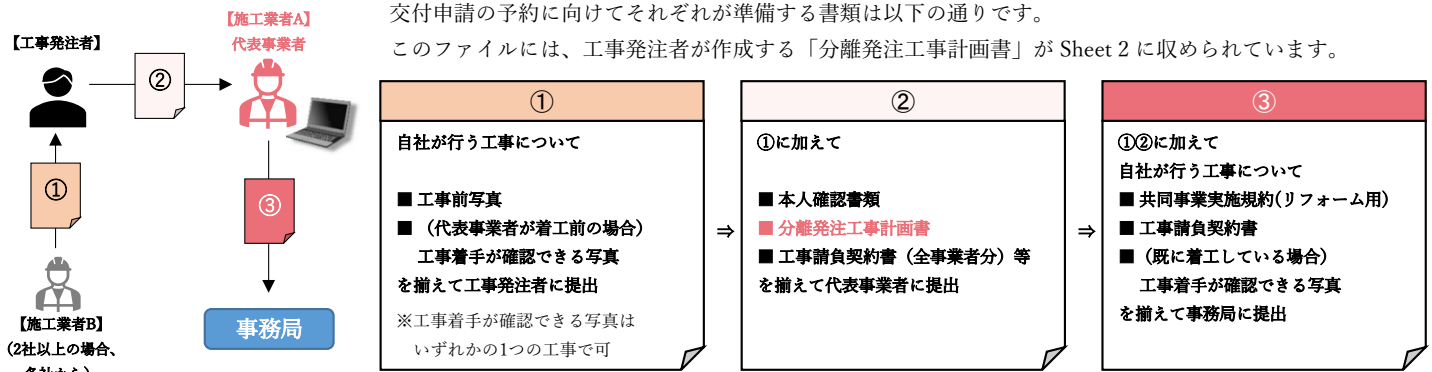 交付申請の予約に向けてそれぞれが準備する書類は以下の通りです。
このファイルには、工事発注者が作成する「分離発注工事計画書」が Sheet 2 に収められています。
【工事発注者】
②
【施工業者A】
代表事業者
①
③
【施工業者B】
(2社以上の場合、
各社から)
事務局
①
自社が行う工事について
■ 工事前写真
■ (代表事業者が着工前の場合)
工事着手が確認できる写真
を揃えて工事発注者に提出
※工事着手が確認できる写真は
いずれかの1つの工事で可
⇒
②
①に加えて
■ 本人確認書類
■ 分離発注工事計画書
■ 工事請負契約書(全事業者分)等
を揃えて代表事業者に提出
⇒
③
①②に加えて
自社が行う工事について
■ 共同事業実施規約(リフォーム用)
■ 工事請負契約書
■ (既に着工している場合)
工事着手が確認できる写真
を揃えて事務局に提出